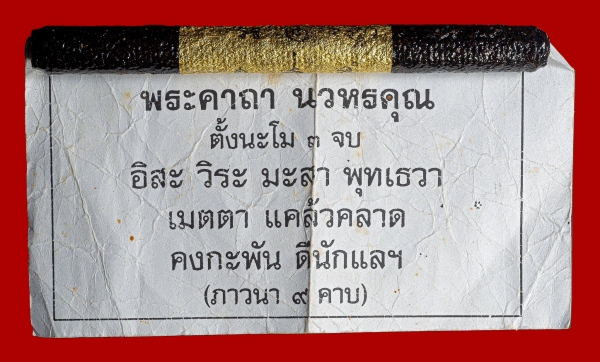 พระคาถา นวหรคุณ
ตั้งนะโม ๓ จบ
อิสะ วิระ มะสา พุทเธวา
เมตตา แคล้วคลาด
คงกะพัน ดีนักแลฯ
(ภาวนา ๙ คาบ)